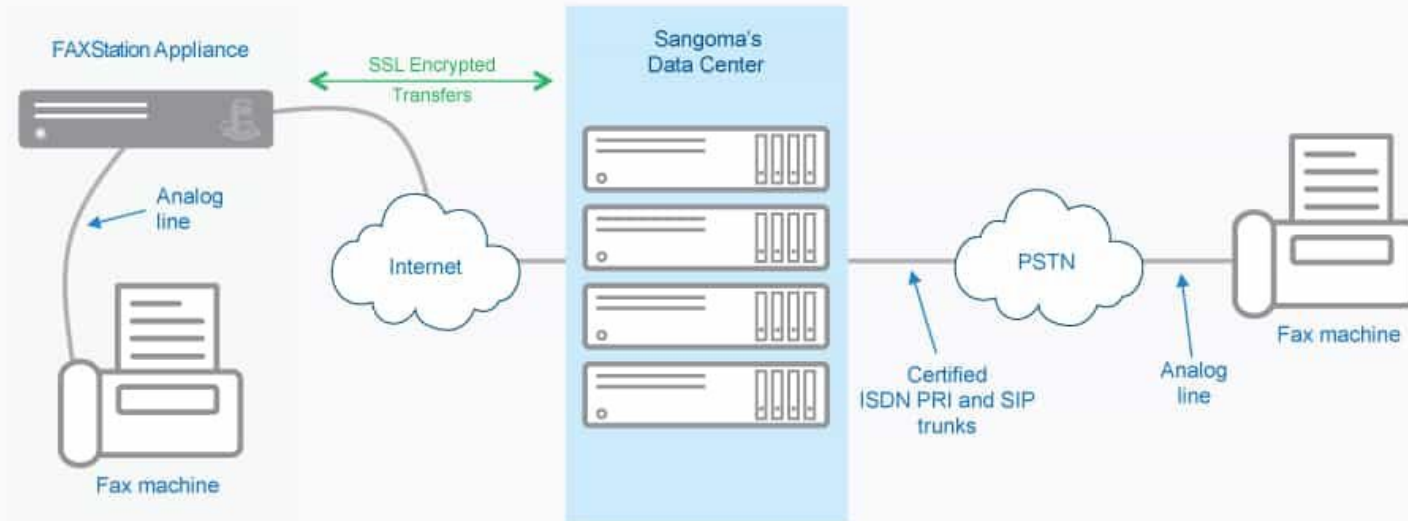 FAXStation Appliance
SSL Encrypted
Transfers
Sangoma's
Data Center
Analog
line
Internet
PSTN
Fax machine
Certified
ISDN PRI and SIP
trunks
Analog
line
Fax machine